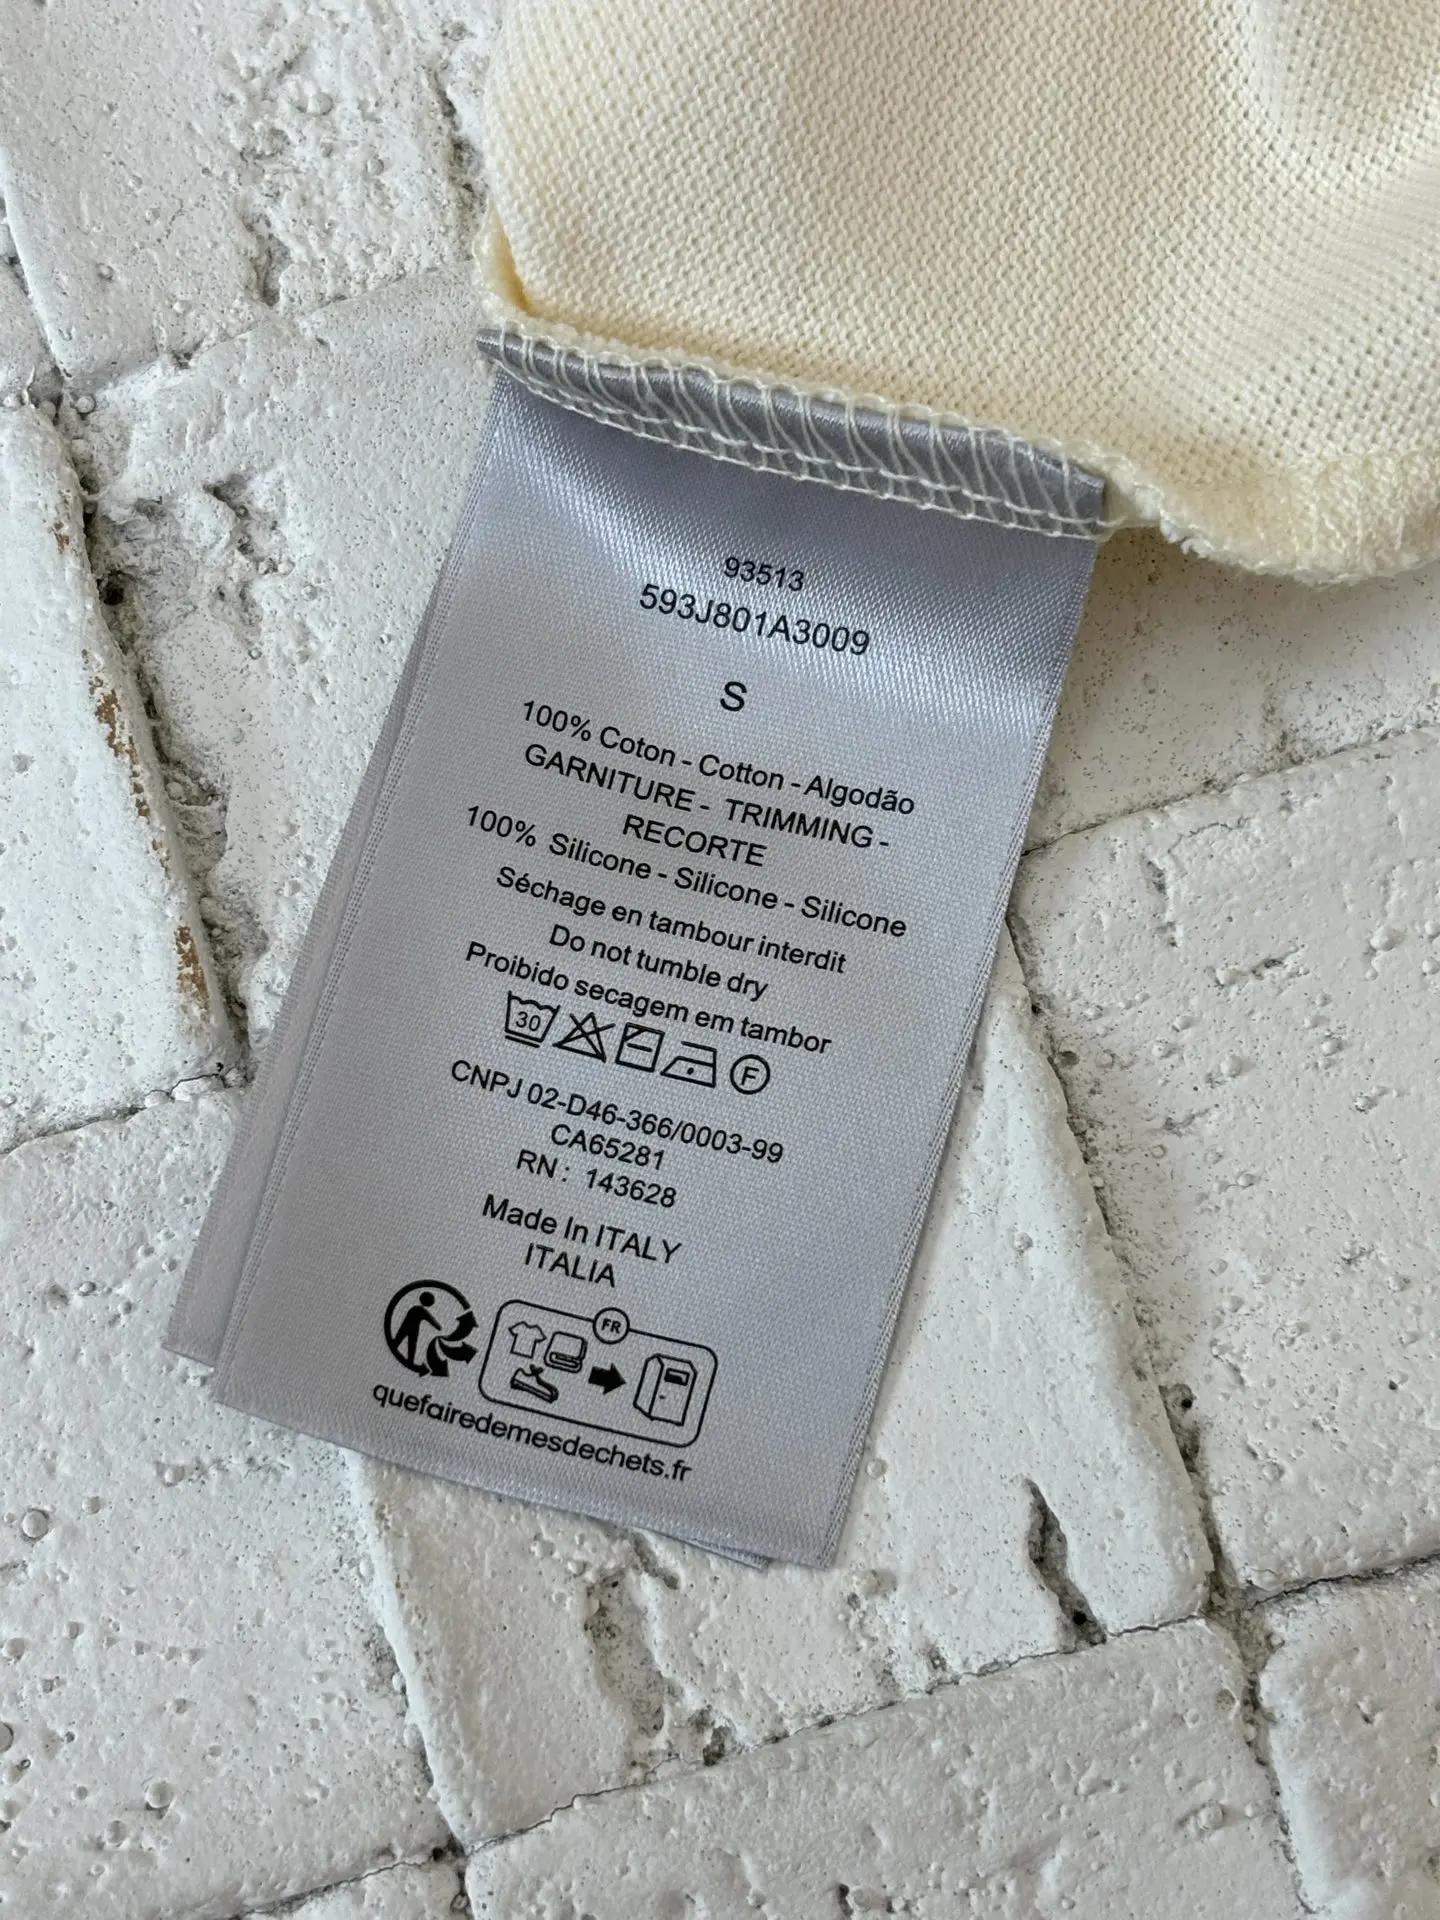 93513
593J801A3009
S
100% Coton - Cotton - Algodão
GARNITURE - TRIMMING -
RECORTE
100% Silicone - Silicone - Silicone
Séchage en tambour interdit
Do not tumble dry
Proibido secagem em tambor
30
F
CNPJ 02-D46-366/0003-99
CA65281
RN : 143628
Made In ITALY
ITALIA
FR
quefairedemesdechets.fr